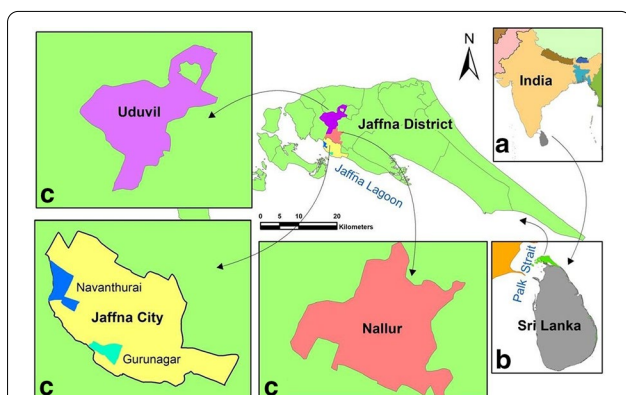 Uduvil
c
Jaffna District
Jaffna Lagoon
0 5 10 20
Kilometers
N
India
a
Navanthurai
Jaffna City
Gurunagar
c
Nallur
c
Palk Strait
Sri Lanka
b